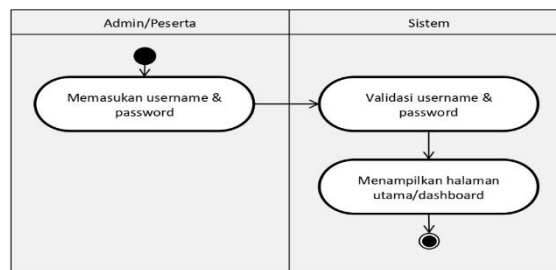 Admin/Peserta
Sistem
Memasukan username &
password
Validasi username &
password
Menampilkan halaman
utama/dashboard